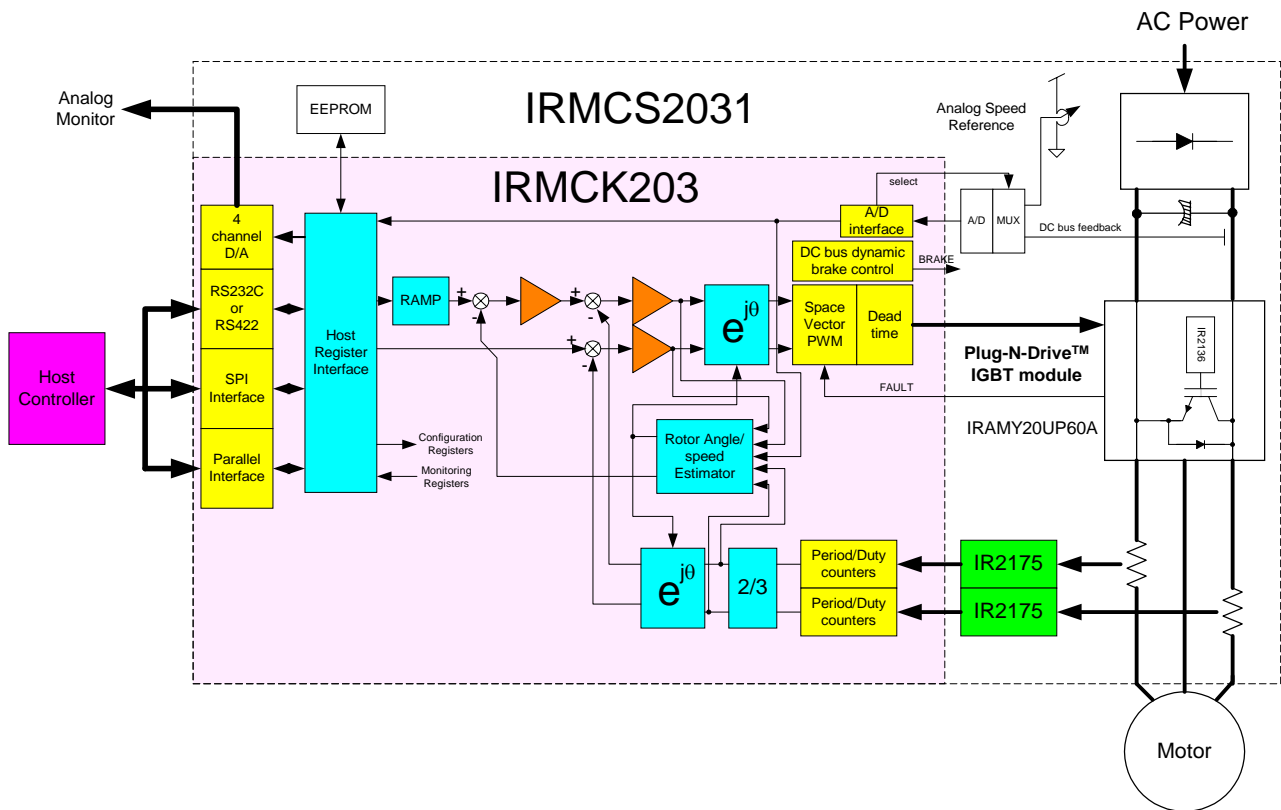 AC Power
Analog
Monitor
EEPROM
IRMCS2031
Analog Speed
Reference
IRMCK203
select
4
channel
D/A
A/D
interface
A/D
MUX
DC bus feedback
DC bus dynamic
brake control
BRAKE
RS232C
or
RS422
Host
Register
Interface
RAMP
+
-
+
-
+
-
e
jθ
Space
Vector
PWM
Dead
time
Plug-N-Drive™
IGBT module
IR2136
FAULT
IRAMY20UP60A
Host
Controller
SPI
Interface
Parallel
Interface
Configuration
Registers
Monitoring
Registers
Rotor Angle/
speed
Estimator
e
jθ
2/3
Period/Duty
counters
Period/Duty
counters
IR2175
IR2175
Motor